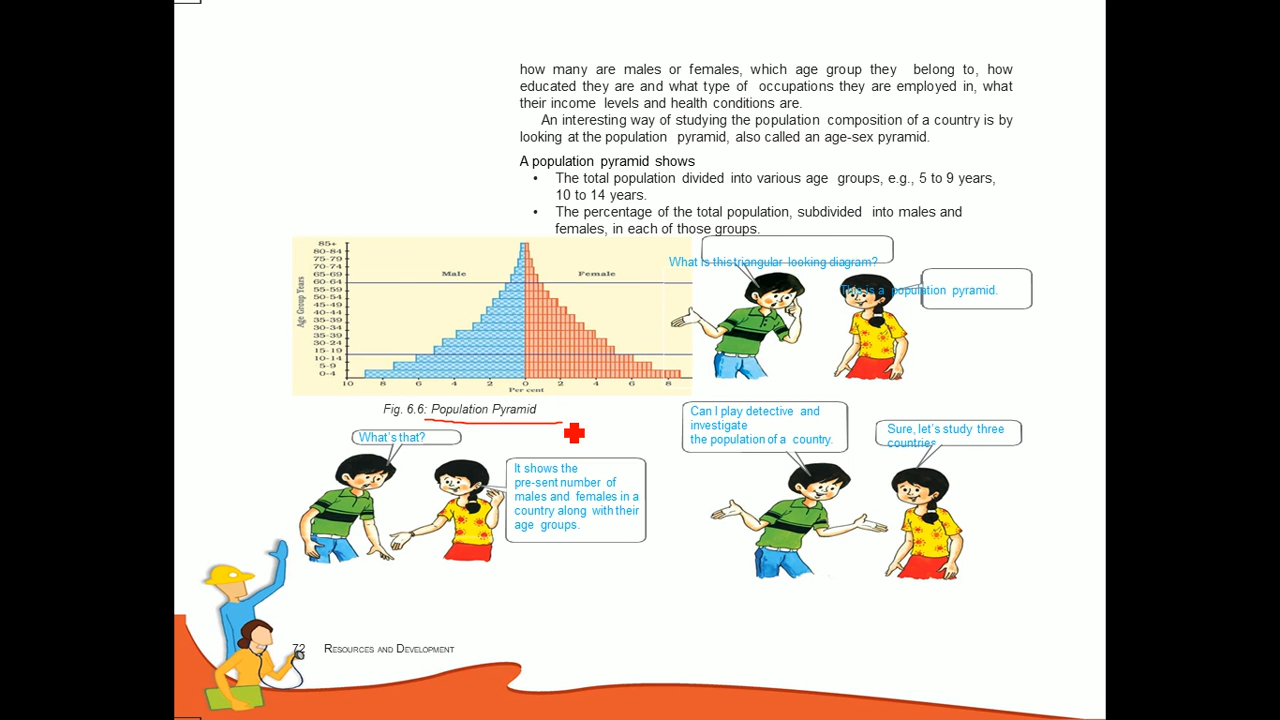 how many are males or females, which age group they belong to, how
educated they are and what type of occupations they are employed in, what
their income levels and health conditions are.
An interesting way of studying the population composition of a country is by
looking at the population pyramid, also called an age-sex pyramid.
A population pyramid shows
• The total population divided into various age groups, e.g., 5 to 9 years,
10 to 14 years.
• The percentage of the total population, subdivided into males and
females, in each of those groups.
Age Group Years
85+
80-84
75-79
70-74
65-69
60-64
55-59
50-54
45-49
40-44
35-39
30-34
35-39
30-24
15-19
10-14
5-9
0-4
Male
Female
10 8 6 4 2 0 2 4 6 8
Per cent
Fig. 6.6: Population Pyramid
What is this triangular looking diagram?
This is a population pyramid.
What's that?
It shows the
pre-sent number of
males and females in a
country along with their
age groups.
Can I play detective and
investigate
the population of a country.
Sure, let's study three
countries
72 Resources and Development